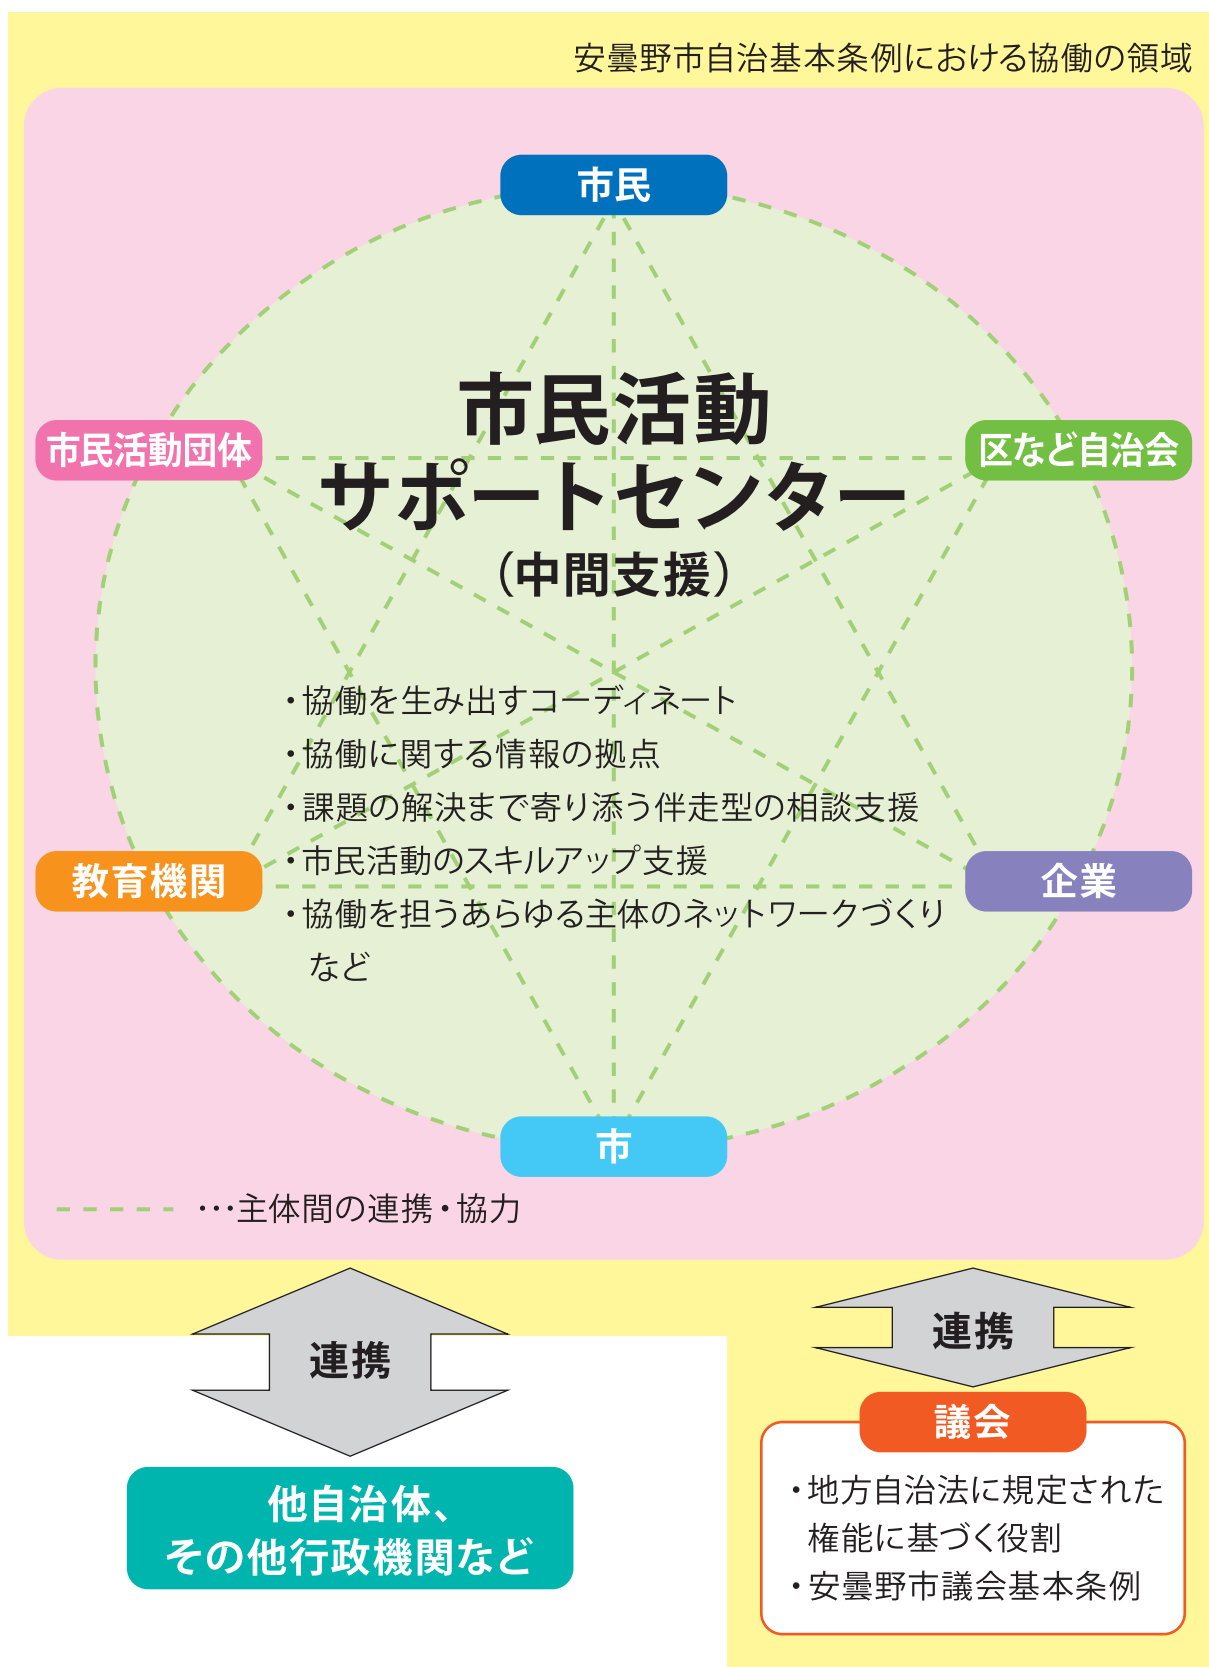 安曇野市自治基本条例における協働の領域
市民
市民活動団体
区など自治会
市民活動
サポートセンター
（中間支援）
・協働を生み出すコーディネート
・協働に関する情報の拠点
・課題の解決まで寄り添う伴走型の相談支援
・市民活動のスキルアップ支援
・協働を担うあらゆる主体のネットワークづくり
など
教育機関
企業
市
…主体間の連携・協力
連携
連携
他自治体、
その他行政機関など
議会
・地方自治法に規定された
権能に基づく役割
・安曇野市議会基本条例